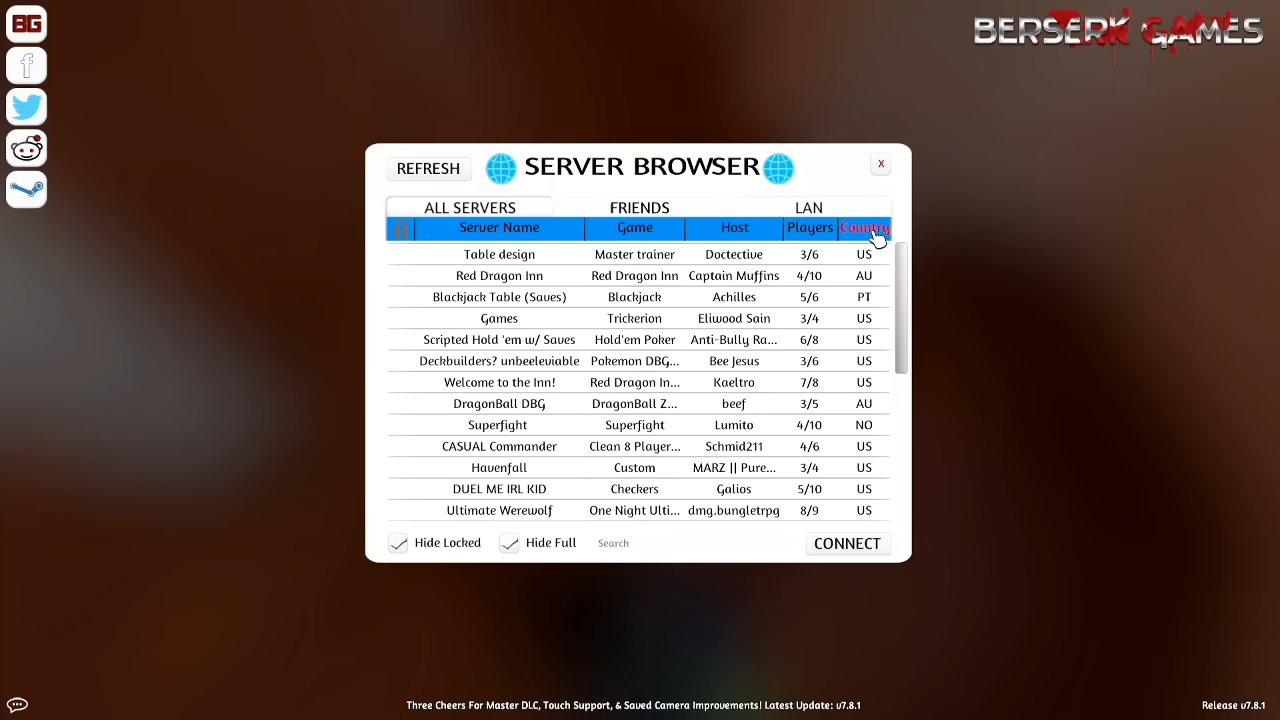 BG
BERSERK GAMES
REFRESH
SERVER BROWSER
X
ALL SERVERS FRIENDS LAN
Server Name Game Host Players Country
Table design Master trainer Doctective 3/6 US
Red Dragon Inn Red Dragon Inn Captain Muffins 4/10 AU
Blackjack Table (Saves) Blackjack Achilles 5/6 PT
Games Trickerion Eliwood Sain 3/4 US
Scripted Hold 'em w/ Saves Hold'em Poker Anti-Bully Ra... 6/8 US
Deckbuilders? unbeeleviable Pokemon DBG... Bee Jesus 3/6 US
Welcome to the Inn! Red Dragon In... Kaeltro 7/8 US
DragonBall DBG DragonBall Z... beef 3/5 AU
Superfight Superfight Lumito 4/10 NO
CASUAL Commander Clean 8 Player... Schmid211 4/6 US
Havenfall Custom MARZ || Pure... 3/4 US
DUEL ME IRL KID Checkers Galios 5/10 US
Ultimate Werewolf One Night Ulti... dmg.bungletrpg 8/9 US
Hide Locked Hide Full Search CONNECT
Three Cheers For Master DLC, Touch Support, & Saved Camera Improvements! Latest Update: v7.8.1
Release v7.8.1